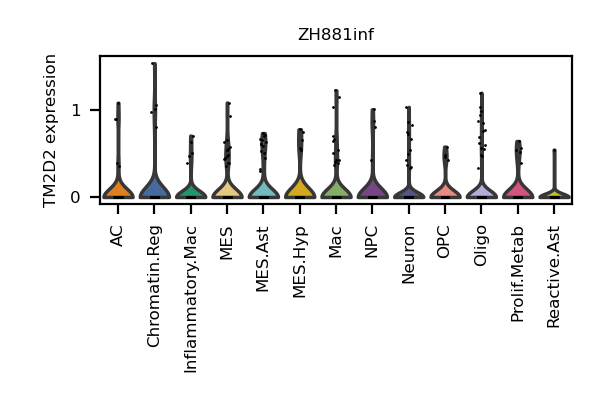 ZH881inf
TM2D2 expression
1
0
AC
Chromatin.Reg
Inflammatory.Mac
MES
MES.Ast
MES.Hyp
Mac
NPC
Neuron
OPC
Oligo
Prolif.Metab
Reactive.Ast